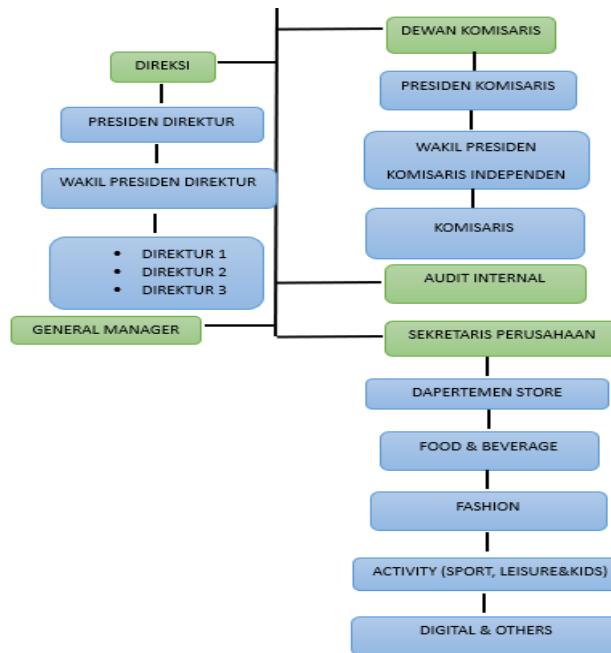 DEWAN KOMISARIS
DIREKSI
PRESIDEN KOMISARIS
PRESIDEN DIREKTUR
WAKIL PRESIDEN
KOMISARIS INDEPENDEN
WAKIL PRESIDEN DIREKTUR
KOMISARIS
• DIREKTUR 1
• DIREKTUR 2
• DIREKTUR 3
AUDIT INTERNAL
GENERAL MANAGER
SEKRETARIS PERUSAHAAN
DAPERTEMEN STORE
FOOD & BEVERAGE
FASHION
ACTIVITY (SPORT, LEISURE&KIDS)
DIGITAL & OTHERS